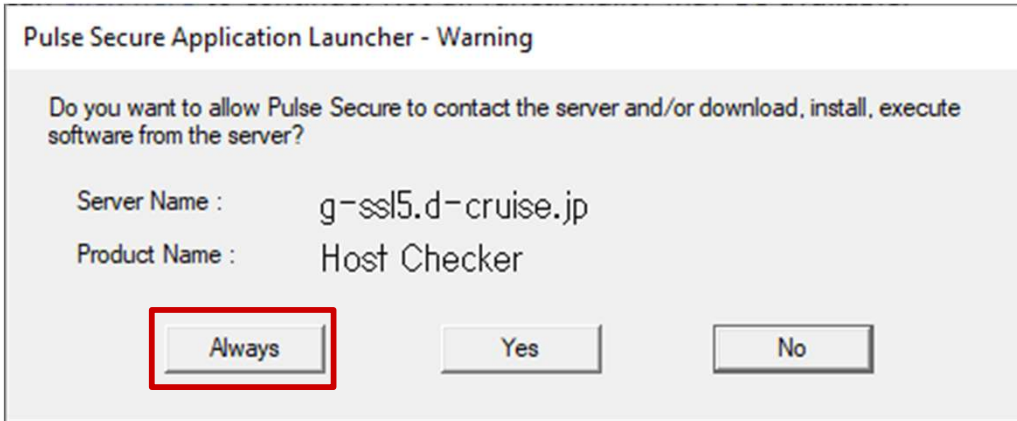 Pulse Secure Application Launcher - Warning
Do you want to allow Pulse Secure to contact the server and/or download, install, execute
software from the server?
Server Name :
g-ssl5.d-cruise.jp
Product Name :
Host Checker
Always
Yes
No